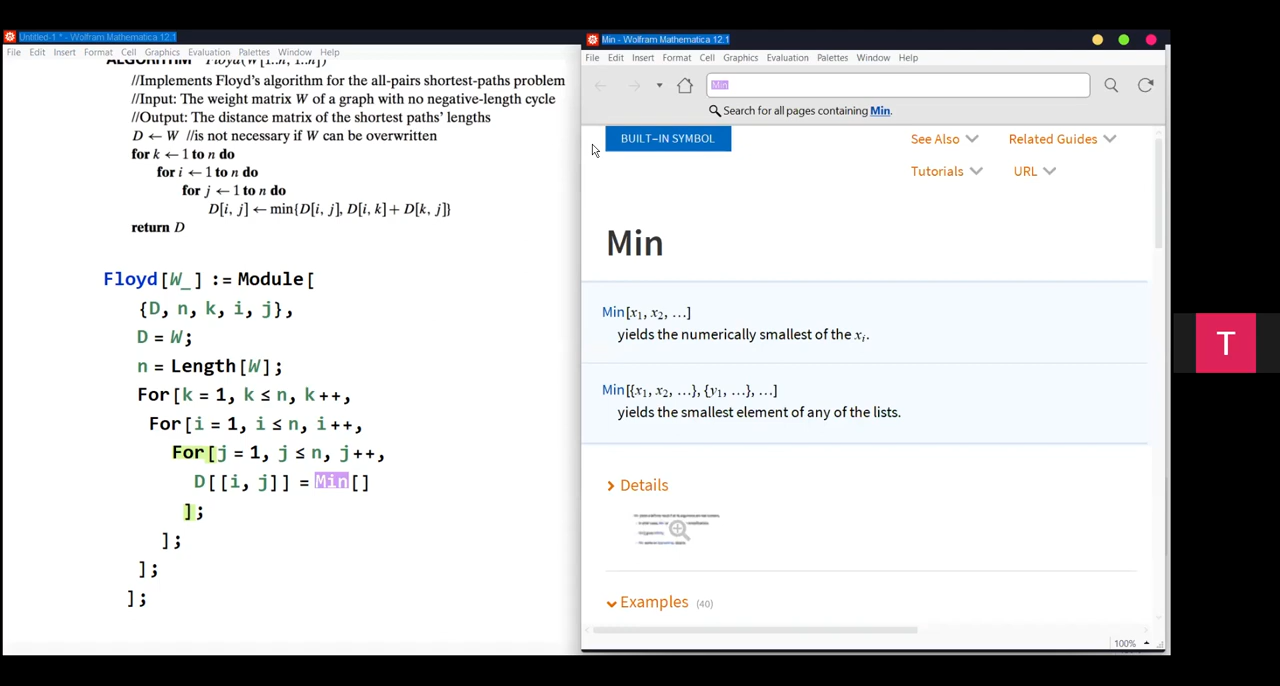 Untitled-1 * - Wolfram Mathematica 12.1
File Edit Insert Format Cell Graphics Evaluation Palettes Window Help
ALGORITHM Floyd(W[1..n, 1..n])
//Implements Floyd's algorithm for the all-pairs shortest-paths problem
//Input: The weight matrix W of a graph with no negative-length cycle
//Output: The distance matrix of the shortest paths' lengths
D ← W //is not necessary if W can be overwritten
for k ← 1 to n do
for i ← 1 to n do
for j ← 1 to n do
D[i, j] ← min{D[i, j], D[i, k] + D[k, j]}
return D
Floyd[W_] := Module[
{D, n, k, i, j},
D = W;
n = Length[W];
For[k = 1, k ≤ n, k++,
For[i = 1, i ≤ n, i++,
For[j = 1, j ≤ n, j++,
D[[i, j]] = Min[]
];
];
];
];
Min - Wolfram Mathematica 12.1
File Edit Insert Format Cell Graphics Evaluation Palettes Window Help
Min
Search for all pages containing Min.
BUILT-IN SYMBOL
See Also
Related Guides
Tutorials
URL
Min
Min[x1, x2, …]
yields the numerically smallest of the xi.
Min[{x1, x2, …}, {y1, …}, …]
yields the smallest element of any of the lists.
Details
Examples (40)
100%
T